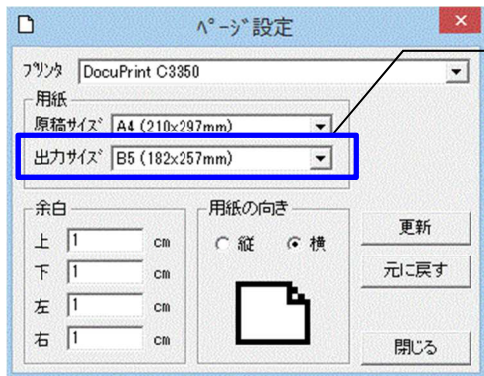 ﾍﾟｰｼﾞ設定
ﾌﾟﾘﾝﾀ DocuPrint C3350
用紙
原稿ｻｲｽﾞ A4 (210x297mm)
出力ｻｲｽﾞ B5 (182x257mm)
余白
上 1 cm
下 1 cm
左 1 cm
右 1 cm
用紙の向き
縦 横
更新
元に戻す
閉じる